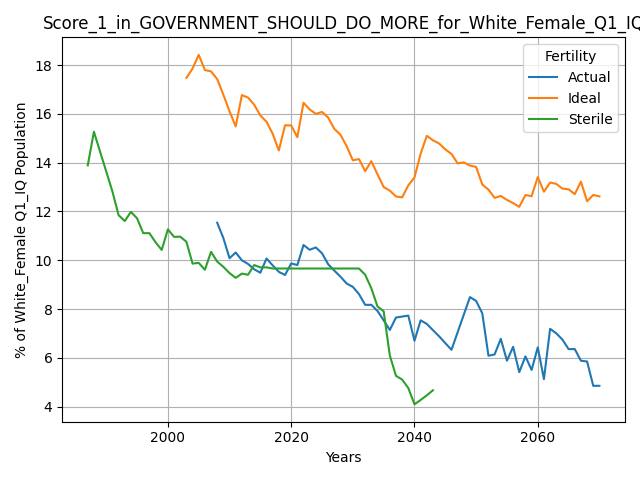 Score_1_in_GOVERNMENT_SHOULD_DO_MORE_for_White_Female_Q1_IQ
% of White_Female Q1_IQ Population
18
16
14
12
10
8
6
4
Fertility
Actual
Ideal
Sterile
2000
2020
2040
2060
Years